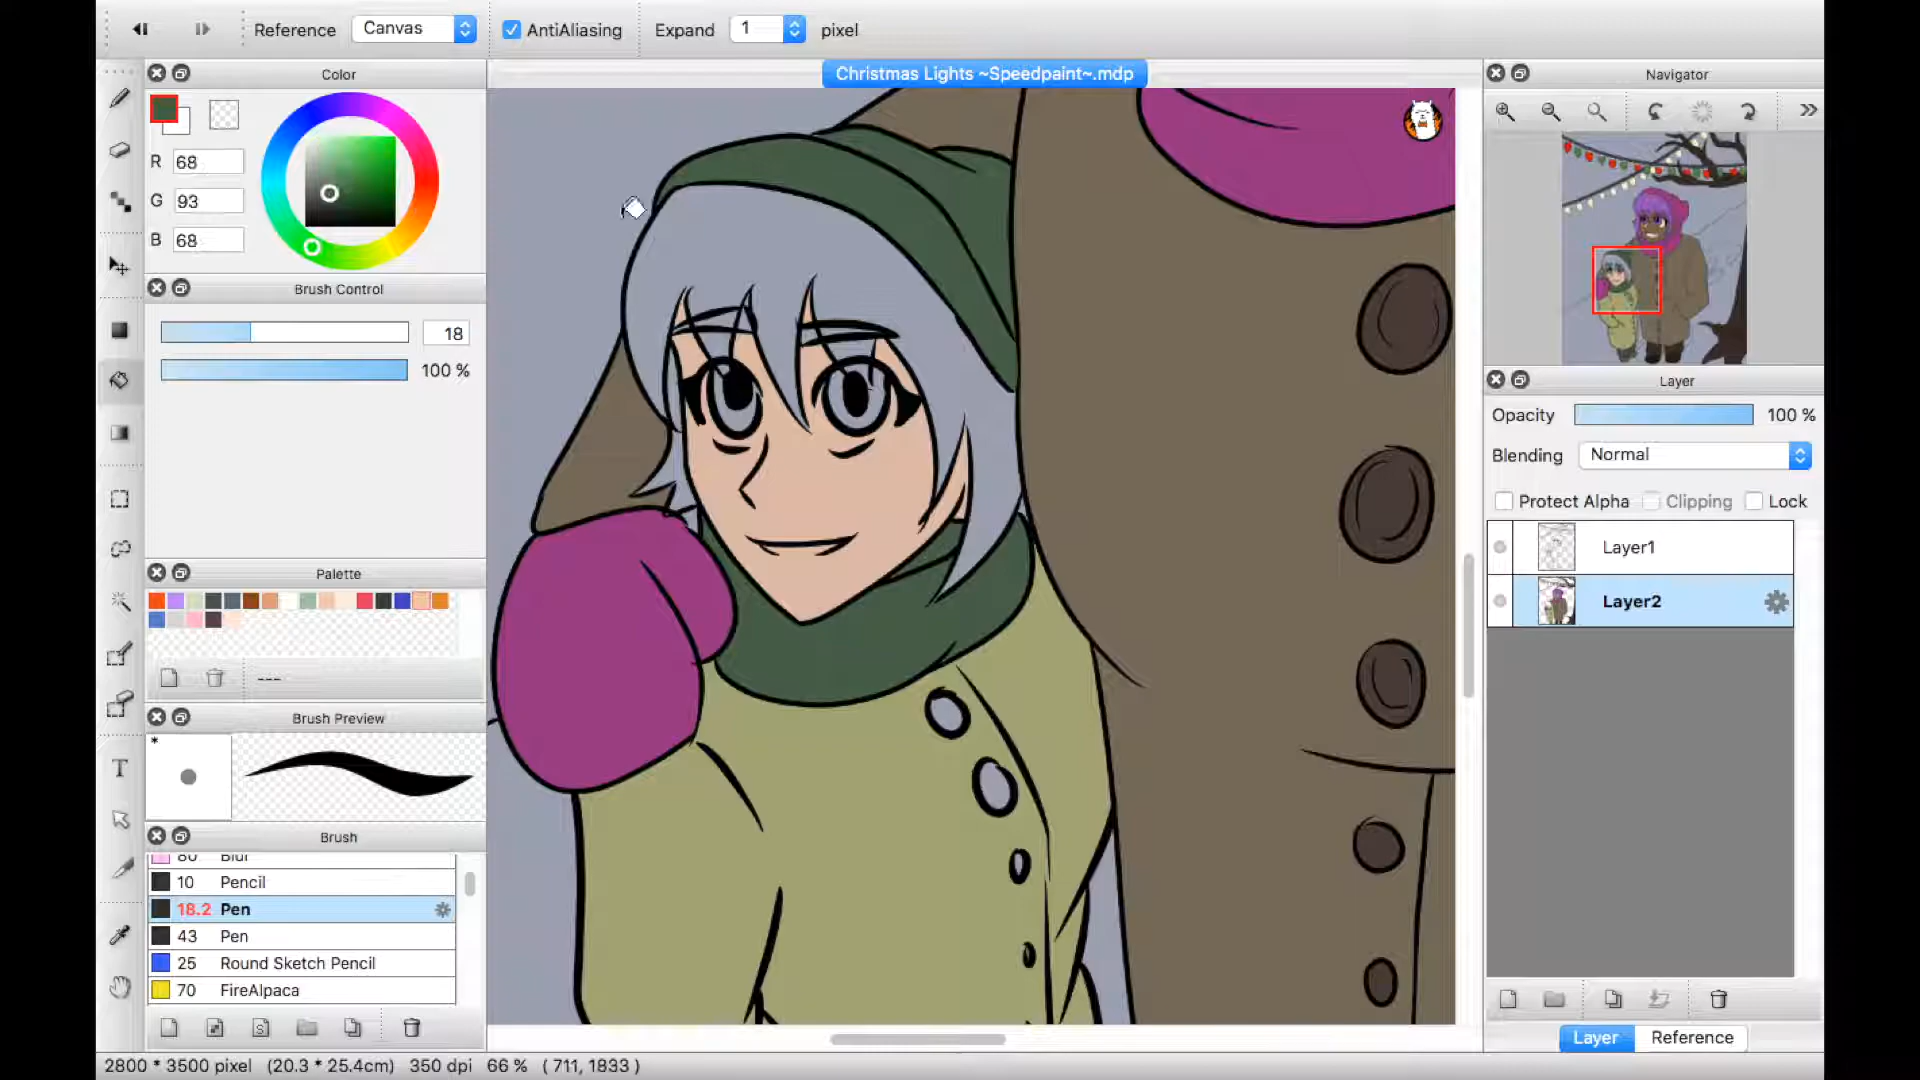 Reference Canvas AntiAliasing Expand 1 pixel
Color
Christmas Lights ~Speedpaint~.mdp
Navigator
R 68
G 93
B 68
Brush Control
18
100 %
Layer
Opacity 100 %
Blending Normal
Protect Alpha Clipping Lock
Layer1
Layer2
Palette
---
Brush Preview
*
T
Brush
80 Blur
10 Pencil
18.2 Pen
43 Pen
25 Round Sketch Pencil
70 FireAlpaca
S
Layer Reference
2800 * 3500 pixel (20.3 * 25.4cm) 350 dpi 66 % ( 711, 1833 )